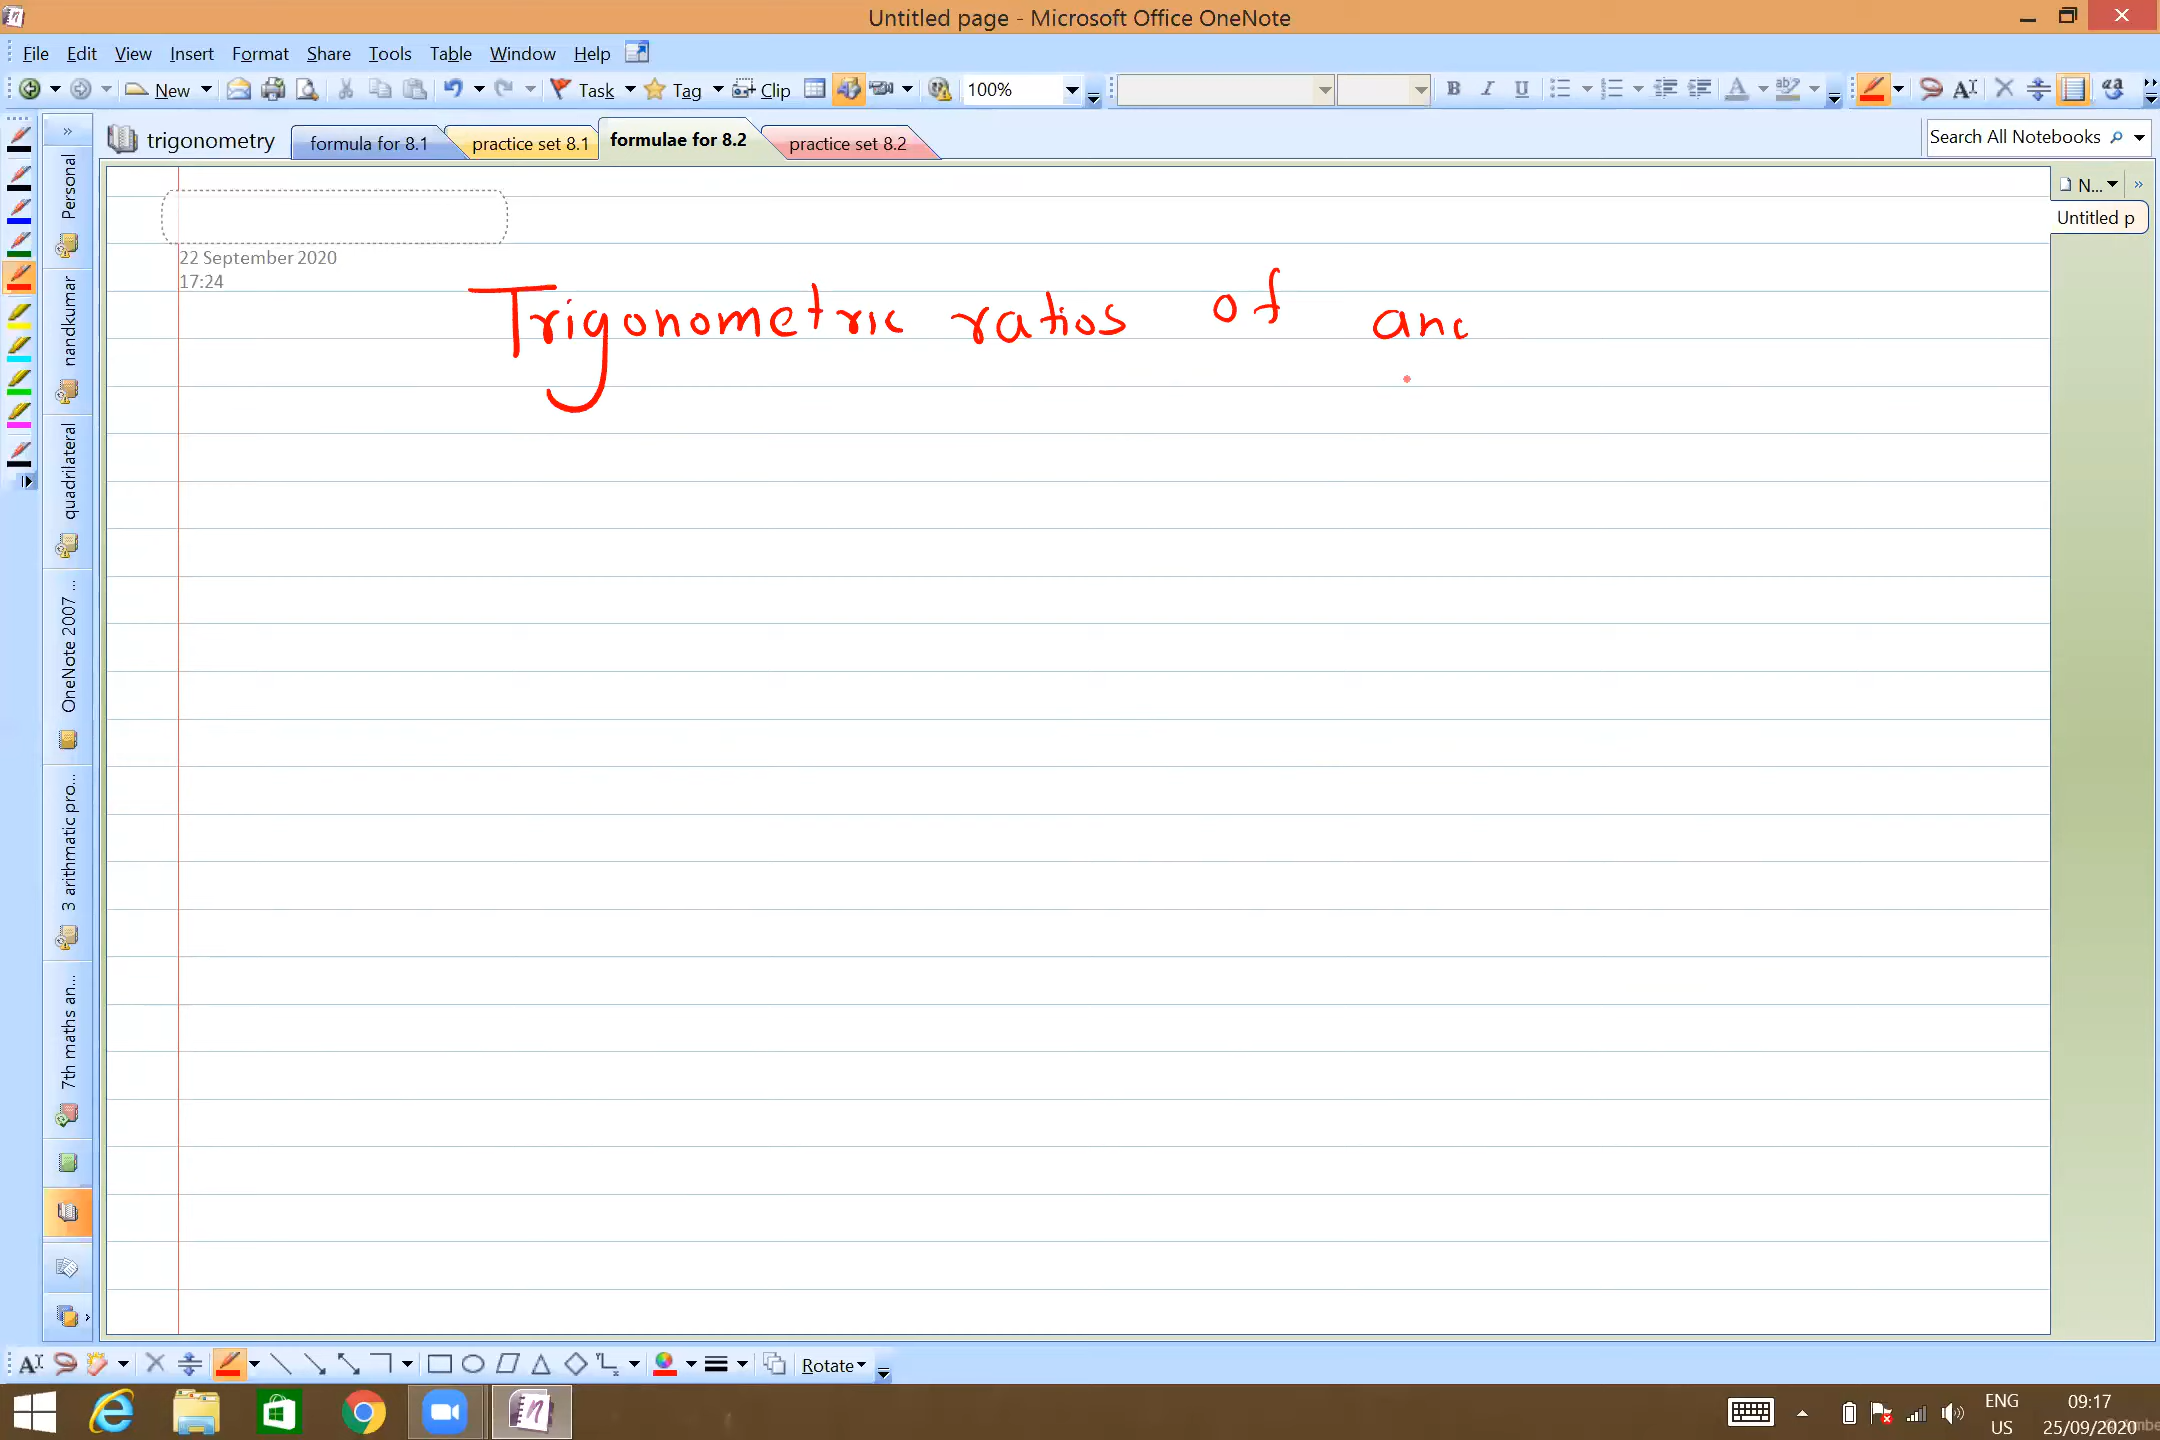 Untitled page - Microsoft Office OneNote
File Edit View Insert Format Share Tools Table Window Help
New Task Tag Clip 100% B I U A ab
trigonometry formula for 8.1 practice set 8.1 formulae for 8.2 practice set 8.2 Search All Notebooks
N...
Untitled p
Personal
nandkumar
quadrilateral
OneNote 2007 ...
3 arithmatic pro...
7th maths an...
22 September 2020
17:24
Trigonometric ratios of anc
Rotate
ENG 09:17
US 25/09/2020